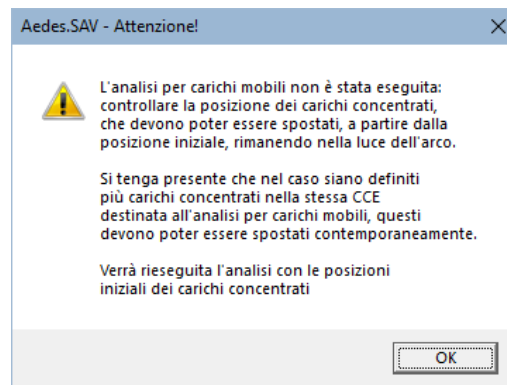 Aedes.SAV - Attenzione!
L'analisi per carichi mobili non è stata eseguita:
controllare la posizione dei carichi concentrati,
che devono poter essere spostati, a partire dalla
posizione iniziale, rimanendo nella luce dell'arco.
Si tenga presente che nel caso siano definiti
più carichi concentrati nella stessa CCE
destinata all'analisi per carichi mobili, questi
devono poter essere spostati contemporaneamente.
Verrà rieseguita l'analisi con le posizioni
iniziali dei carichi concentrati
OK